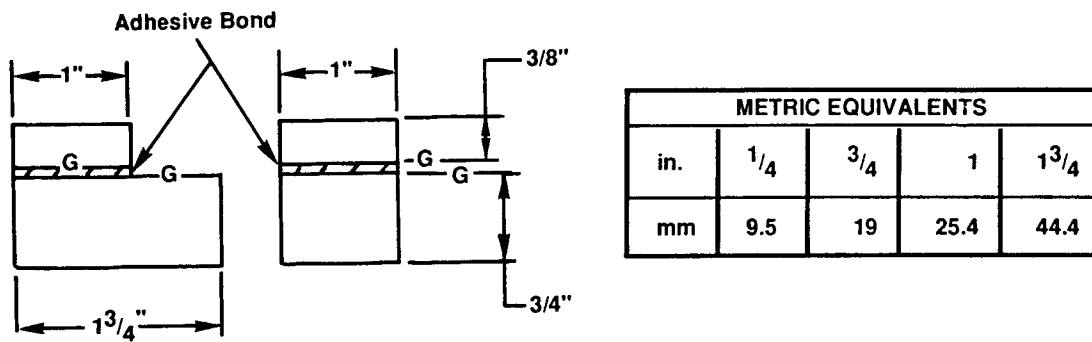 Adhesive Bond
1"
1"
3/8"
G
G
G
G
3/4"
1 3/4"
METRIC EQUIVALENTS
in. 1/4 3/4 1 1 3/4
mm 9.5 19 25.4 44.4